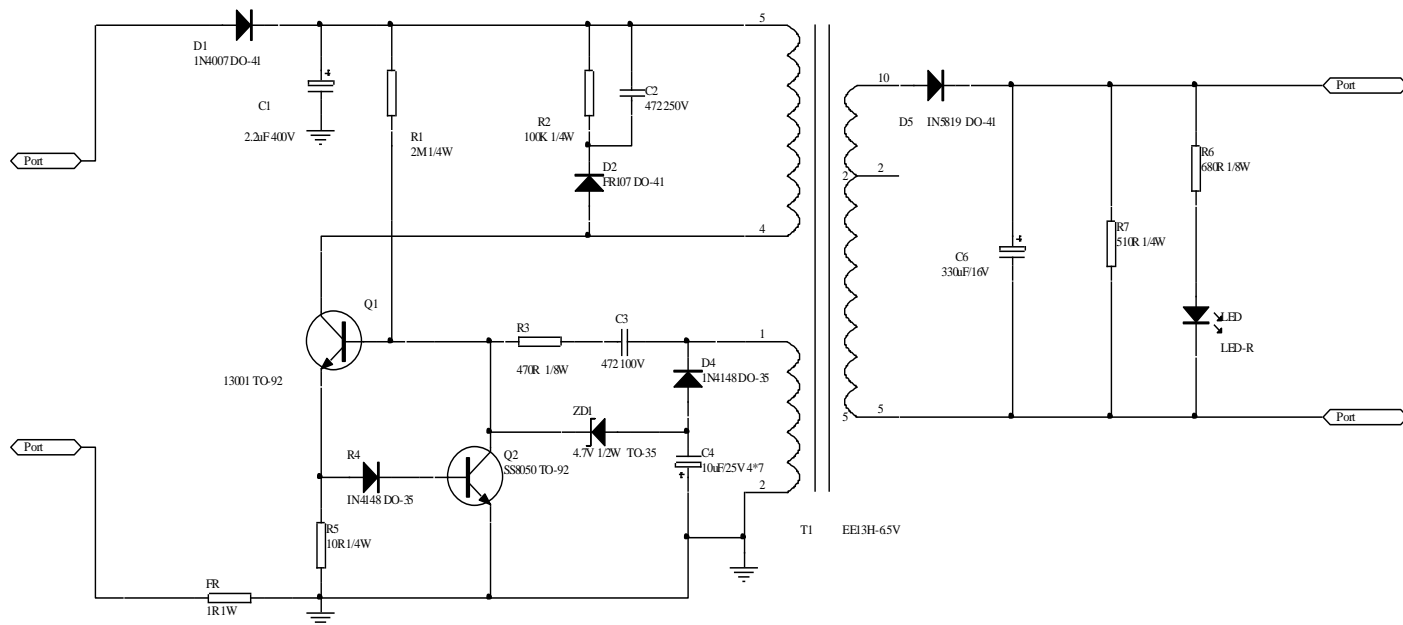 5
D1
1N4007 DO-41
C1
2.2uF 400V
R1
2M 1/4W
R2
100K 1/4W
C2
472 250V
D2
FR107 DO-41
4
Port
10
D5 IN5819 DO-41
2
2
Port
R6
680R 1/8W
R7
510R 1/4W
C6
330uF/16V
LED
LED-R
5
5
Port
Q1
13001 TO-92
R3
470R 1/8W
C3
472 100V
1
D4
1N4148 DO-35
ZD1
4.7V 1/2W TO-35
Port
R4
IN4148 DO-35
Q2
SS8050 TO-92
C4
10uF/25V 4*7
2
T1 EE13H-65V
R5
10R 1/4W
FR
1R 1W